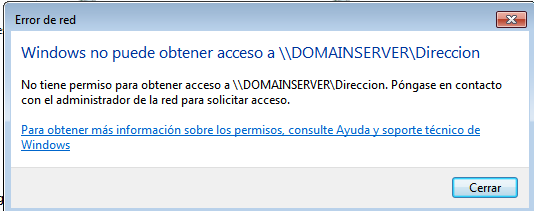 Error de red
Windows no puede obtener acceso a \\DOMAINSERVER\Direccion
No tiene permiso para obtener acceso a \\DOMAINSERVER\Direccion. Póngase en contacto
con el administrador de la red para solicitar acceso.
Para obtener más información sobre los permisos, consulte Ayuda y soporte técnico de
Windows
Cerrar